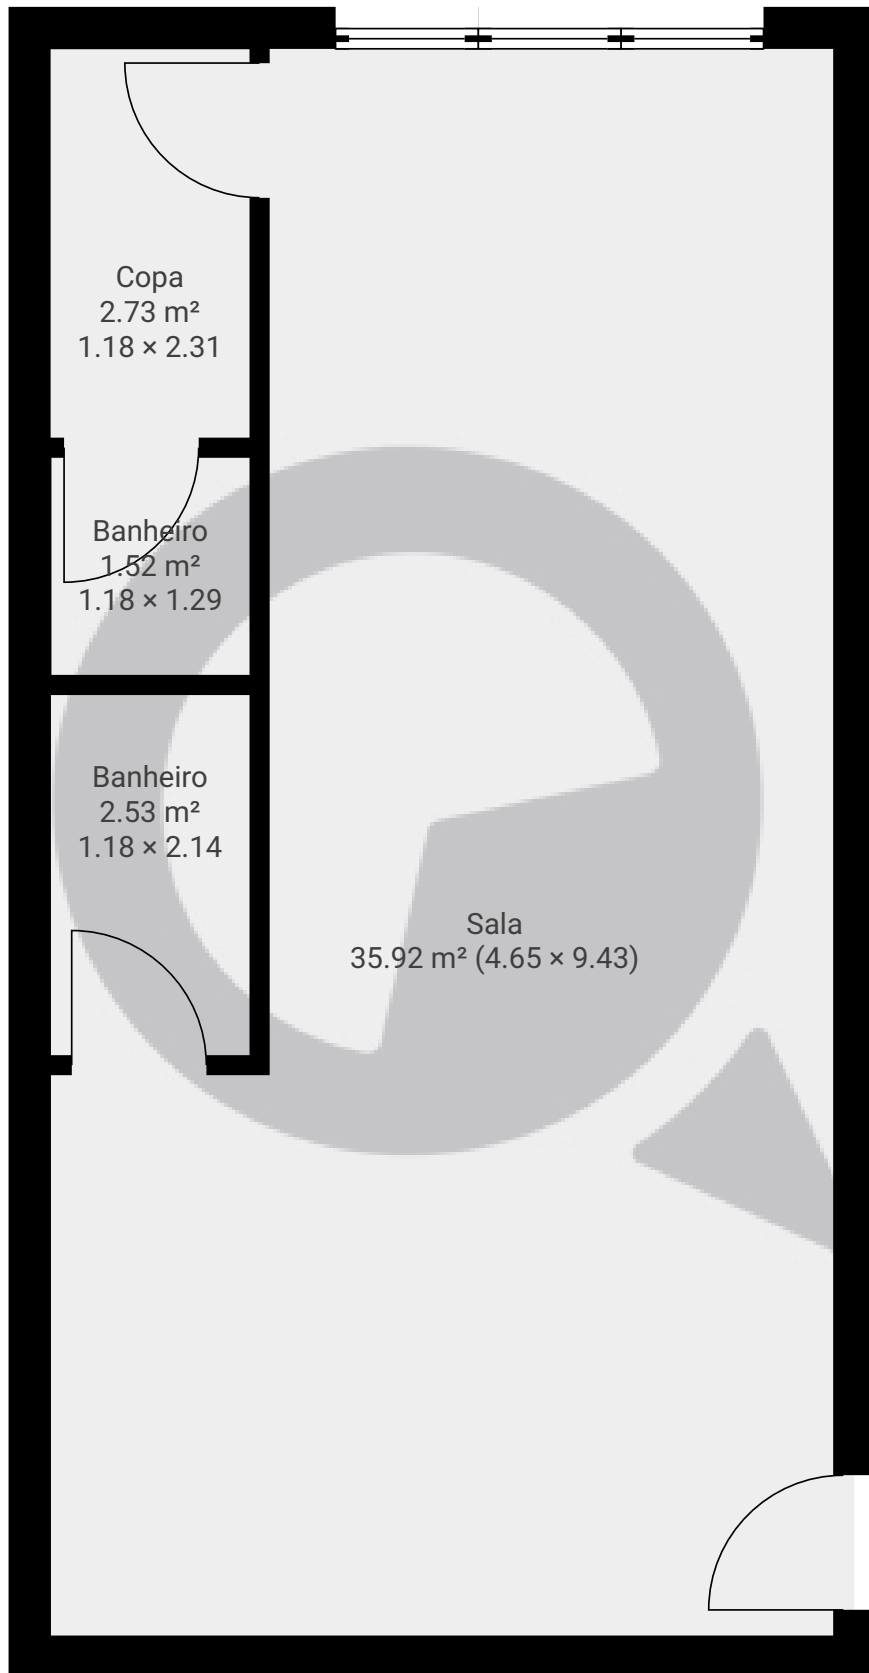 Copa
2.73 m²
1.18 × 2.31
Banheiro
1.52 m²
1.18 × 1.29
Banheiro
2.53 m²
1.18 × 2.14
Sala
35.92 m² (4.65 × 9.43)